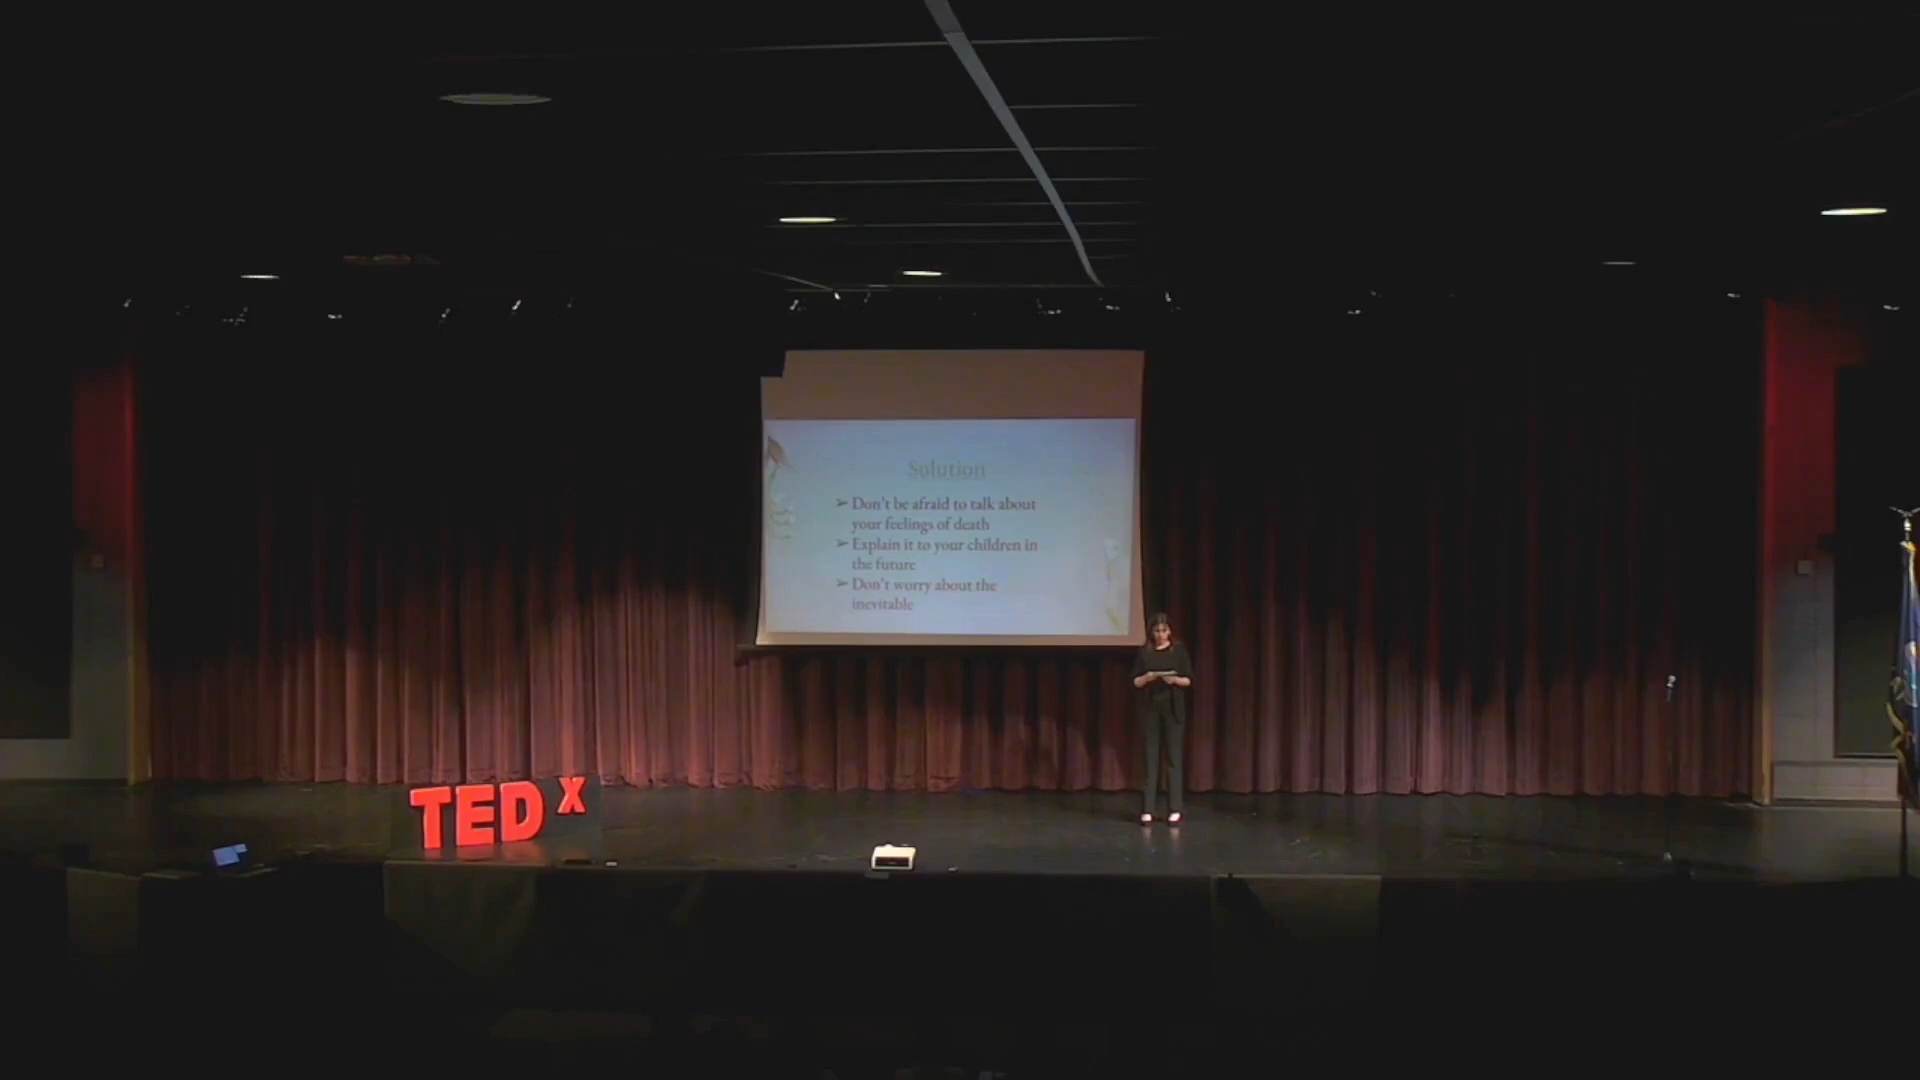 Solution
➢ Don't be afraid to talk about
your feelings of death
➢ Explain it to your children in
the future
➢ Don't worry about the
inevitable
TEDx